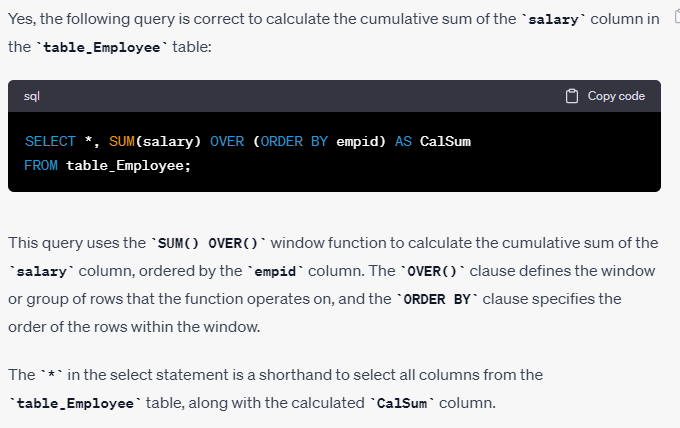 Yes, the following query is correct to calculate the cumulative sum of the `salary` column in
the `table_Employee` table:
sql Copy code
SELECT *, SUM(salary) OVER (ORDER BY empid) AS CalSum
FROM table_Employee;
This query uses the `SUM() OVER()` window function to calculate the cumulative sum of the
`salary` column, ordered by the `empid` column. The `OVER()` clause defines the window
or group of rows that the function operates on, and the `ORDER BY` clause specifies the
order of the rows within the window.
The `*` in the select statement is a shorthand to select all columns from the
`table_Employee` table, along with the calculated `CalSum` column.